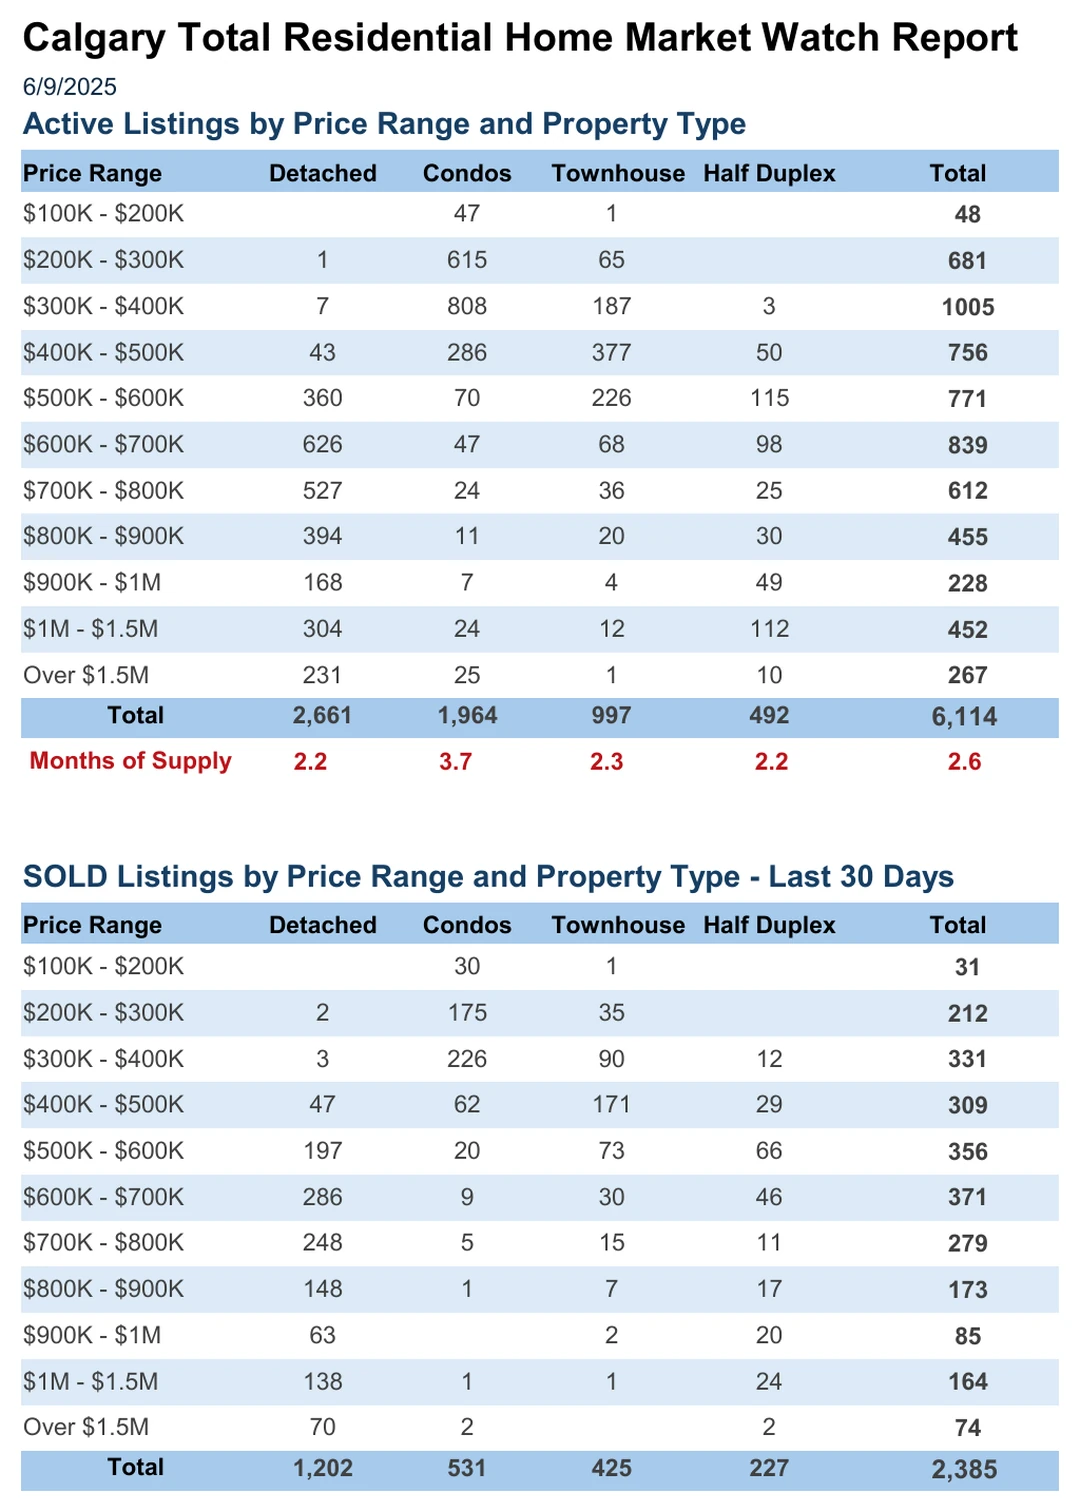 Calgary Total Residential Home Market Watch Report
6/9/2025
Active Listings by Price Range and Property Type
Price Range Detached Condos Townhouse Half Duplex Total
$100K - $200K 47 1 48
$200K - $300K 1 615 65 681
$300K - $400K 7 808 187 3 1005
$400K - $500K 43 286 377 50 756
$500K - $600K 360 70 226 115 771
$600K - $700K 626 47 68 98 839
$700K - $800K 527 24 36 25 612
$800K - $900K 394 11 20 30 455
$900K - $1M 168 7 4 49 228
$1M - $1.5M 304 24 12 112 452
Over $1.5M 231 25 1 10 267
Total 2,661 1,964 997 492 6,114
Months of Supply 2.2 3.7 2.3 2.2 2.6
SOLD Listings by Price Range and Property Type - Last 30 Days
Price Range Detached Condos Townhouse Half Duplex Total
$100K - $200K 30 1 31
$200K - $300K 2 175 35 212
$300K - $400K 3 226 90 12 331
$400K - $500K 47 62 171 29 309
$500K - $600K 197 20 73 66 356
$600K - $700K 286 9 30 46 371
$700K - $800K 248 5 15 11 279
$800K - $900K 148 1 7 17 173
$900K - $1M 63 2 20 85
$1M - $1.5M 138 1 1 24 164
Over $1.5M 70 2 2 74
Total 1,202 531 425 227 2,385